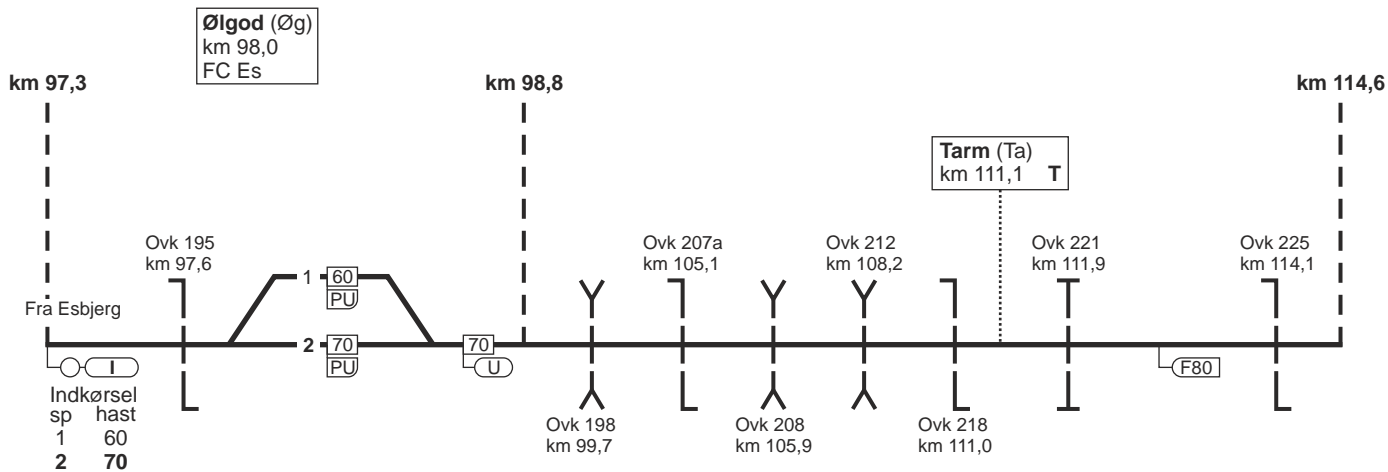 Ølgod (Øg)
km 98,0
FC Es
km 97,3
km 98,8
km 114,6
Tarm (Ta)
km 111,1 T
Ovk 195
km 97,6
Ovk 207a
km 105,1
Ovk 212
km 108,2
Ovk 221
km 111,9
Ovk 225
km 114,1
1 60
PU
Fra Esbjerg
2 70
PU
70
U
I
F80
Indkørsel
sp hast
1 60
2 70
Ovk 198
km 99,7
Ovk 208
km 105,9
Ovk 218
km 111,0